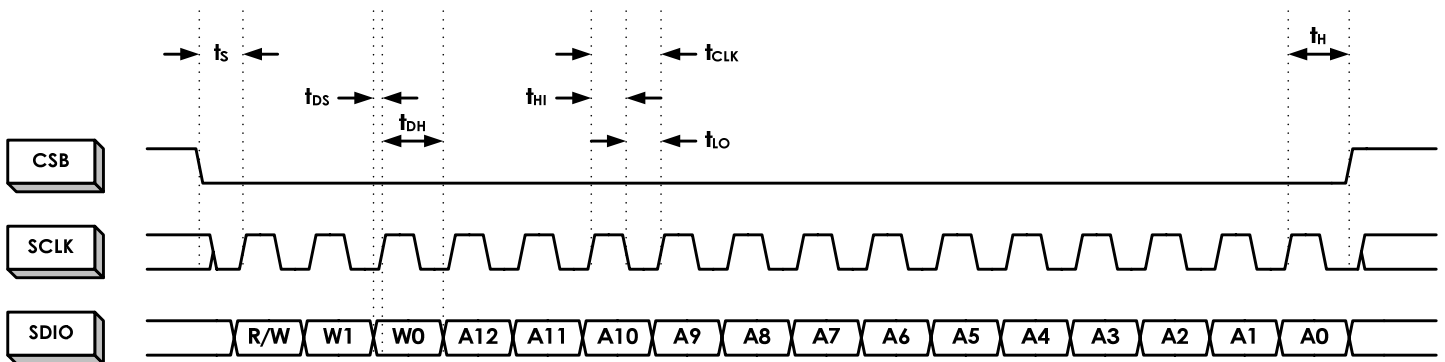 tS tCLK tH
tDS tHI
tDH tLO
CSB
SCLK
SDIO R/W W1 W0 A12 A11 A10 A9 A8 A7 A6 A5 A4 A3 A2 A1 A0